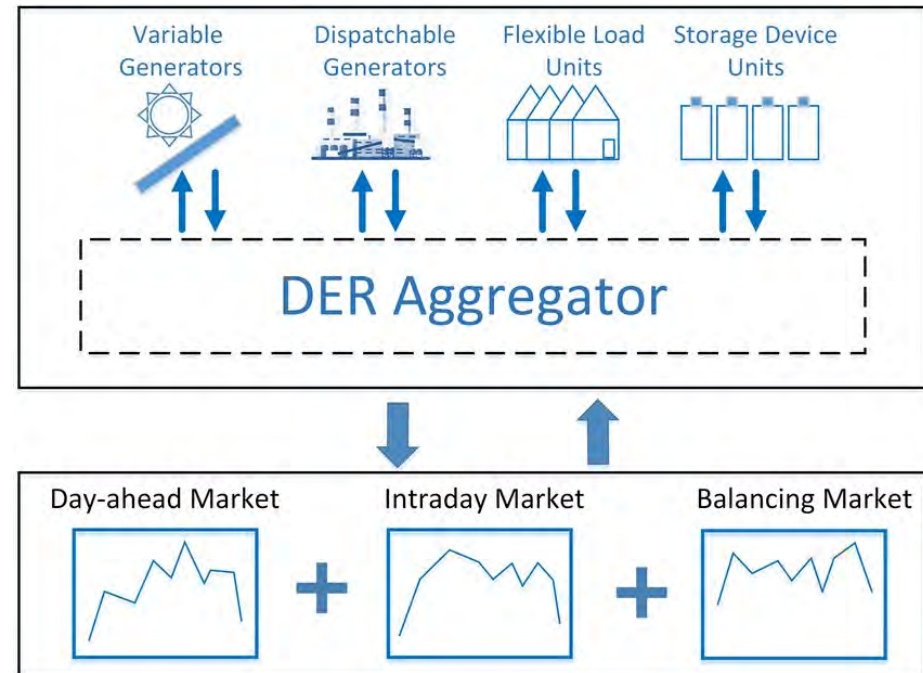 Variable
Generators
Dispatchable
Generators
Flexible Load
Units
Storage Device
Units
DER Aggregator
Day-ahead Market
Intraday Market
Balancing Market